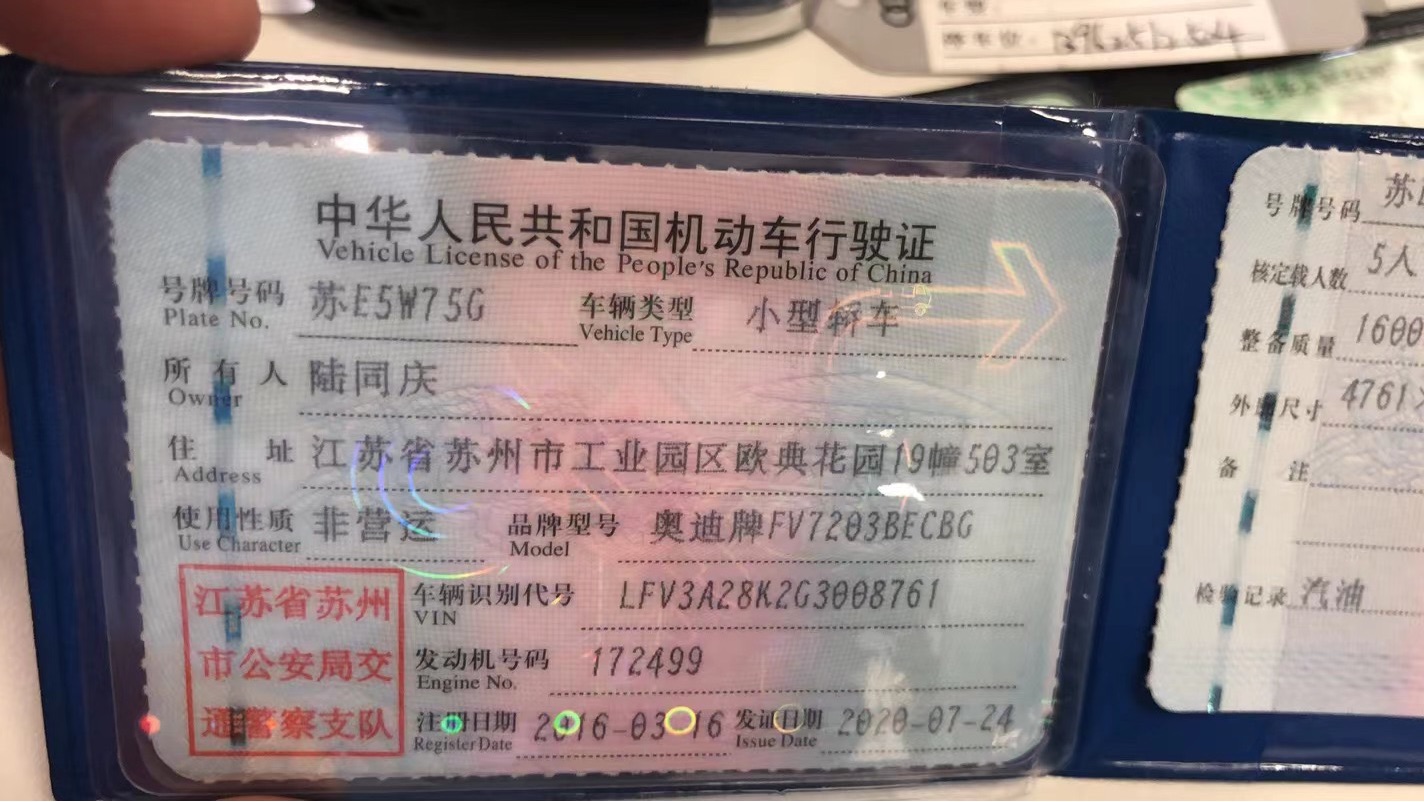 车型:
中华人民共和国机动车行驶证
Vehicle License of the People's Republic of China
号牌号码 苏E5W75G 车辆类型 小型轿车
Plate No. Vehicle Type
所有人 陆同庆
Owner
住址 江苏省苏州市工业园区欧典花园19幢503室
Address
使用性质 非营运 品牌型号 奥迪牌FV7203BECBG
Use Character Model
江苏省苏州
市公安局交
通警察支队
车辆识别代号 LFV3A28K2G3008761
VIN
发动机号码 172499
Engine No.
注册日期 2016-03-16 发证日期 2020-07-24
Register Date Issue Date
号牌号码 苏
核定载人数 5人
整备质量 1600
外廓尺寸 4761×
备注
检验记录 汽油